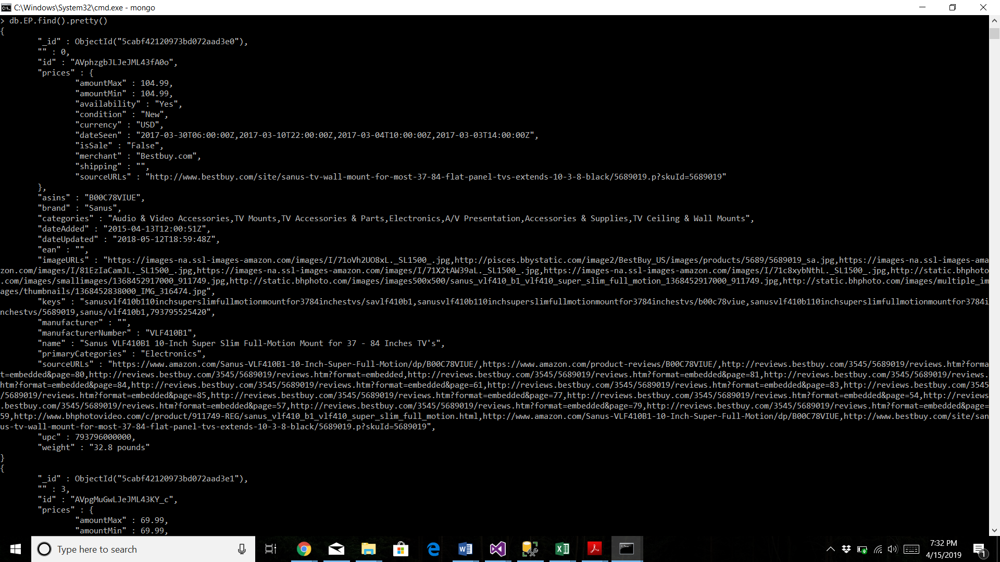 C:\Windows\System32\cmd.exe - mongo
> db.EP.find().pretty()
{
"_id" : ObjectId("5cabf42120973bd072aad3e0"),
"" : 0,
"id" : "AVphzgbJLJeJML43fA0o",
"prices" : {
"amountMax" : 104.99,
"amountMin" : 104.99,
"availability" : "Yes",
"condition" : "New",
"currency" : "USD",
"dateSeen" : "2017-03-30T06:00:00Z,2017-03-10T22:00:00Z,2017-03-04T10:00:00Z,2017-03-03T14:00:00Z",
"isSale" : "False",
"merchant" : "Bestbuy.com",
"shipping" : "",
"sourceURLs" : "http://www.bestbuy.com/site/sanus-tv-wall-mount-for-most-37-84-flat-panel-tvs-extends-10-3-8-black/5689019.p?skuId=5689019"
},
"asins" : "B00C78VIUE",
"brand" : "Sanus",
"categories" : "Audio & Video Accessories,TV Mounts,TV Accessories & Parts,Electronics,A/V Presentation,Accessories & Supplies,TV Ceiling & Wall Mounts",
"dateAdded" : "2015-04-13T12:00:51Z",
"dateUpdated" : "2018-05-12T18:59:48Z",
"ean" : "",
"imageURLs" : "https://images-na.ssl-images-amazon.com/images/I/71oVh2UO8xL._SL1500_.jpg,http://pisces.bbystatic.com/image2/BestBuy_US/images/products/5689/5689019_sa.jpg,https://images-na.ssl-images-ama
zon.com/images/I/81EzIaCamJL._SL1500_.jpg,https://images-na.ssl-images-amazon.com/images/I/71X2tAW39aL._SL1500_.jpg,https://images-na.ssl-images-amazon.com/images/I/71c8xybNthL._SL1500_.jpg,http://static.bhphoto
.com/images/smallimages/1368452917000_911749.jpg,http://static.bhphoto.com/images/images500x500/sanus_vlf410_b1_vlf410_super_slim_full_motion_1368452917000_911749.jpg,http://static.bhphoto.com/images/multiple_im
ages/thumbnails/1368452838000_IMG_316474.jpg",
"keys" : "sanusvlf410b110inchsuperslimfullmotionmountfor3784inchestvs/savlf410b1,sanusvlf410b110inchsuperslimfullmotionmountfor3784inchestvs/b00c78viue,sanusvlf410b110inchsuperslimfullmotionmountfor3784i
nchestvs/5689019,sanus/vlf410b1,793795525420",
"manufacturer" : "",
"manufacturerNumber" : "VLF410B1",
"name" : "Sanus VLF410B1 10-Inch Super Slim Full-Motion Mount for 37 - 84 Inches TV's",
"primaryCategories" : "Electronics",
"sourceURLs" : "https://www.amazon.com/Sanus-VLF410B1-10-Inch-Super-Full-Motion/dp/B00C78VIUE/,https://www.amazon.com/product-reviews/B00C78VIUE/,http://reviews.bestbuy.com/3545/5689019/reviews.htm?forma
t=embedded&page=80,http://reviews.bestbuy.com/3545/5689019/reviews.htm?format=embedded,http://reviews.bestbuy.com/3545/5689019/reviews.htm?format=embedded&page=81,http://reviews.bestbuy.com/3545/5689019/reviews.
htm?format=embedded&page=84,http://reviews.bestbuy.com/3545/5689019/reviews.htm?format=embedded&page=61,http://reviews.bestbuy.com/3545/5689019/reviews.htm?format=embedded&page=83,http://reviews.bestbuy.com/3545
/5689019/reviews.htm?format=embedded&page=85,http://reviews.bestbuy.com/3545/5689019/reviews.htm?format=embedded&page=77,http://reviews.bestbuy.com/3545/5689019/reviews.htm?format=embedded&page=54,http://reviews
.bestbuy.com/3545/5689019/reviews.htm?format=embedded&page=57,http://reviews.bestbuy.com/3545/5689019/reviews.htm?format=embedded&page=79,http://reviews.bestbuy.com/3545/5689019/reviews.htm?format=embedded&page=
59,http://www.bhphotovideo.com/c/product/911749-REG/sanus_vlf410_b1_vlf410_super_slim_full_motion.html,http://www.amazon.com/Sanus-VLF410B1-10-Inch-Super-Full-Motion/dp/B00C78VIUE,http://www.bestbuy.com/site/san
us-tv-wall-mount-for-most-37-84-flat-panel-tvs-extends-10-3-8-black/5689019.p?skuId=5689019",
"upc" : 793796000000,
"weight" : "32.8 pounds"
}
{
"_id" : ObjectId("5cabf42120973bd072aad3e1"),
"" : 3,
"id" : "AVpgMuGwLJeJML43KY_c",
"prices" : {
"amountMax" : 69.99,
"amountMin" : 69.99,
Type here to search
7:32 PM
4/15/2019
1